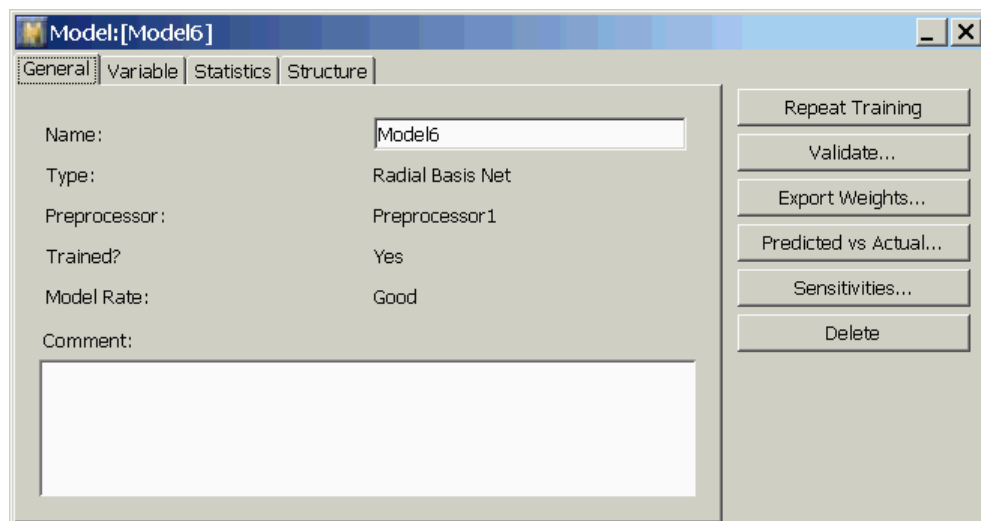 Model:[Model6]
General Variable Statistics Structure
Name: Model6
Type: Radial Basis Net
Preprocessor: Preprocessor1
Trained? Yes
Model Rate: Good
Comment:
Repeat Training
Validate...
Export Weights...
Predicted vs Actual...
Sensitivities...
Delete